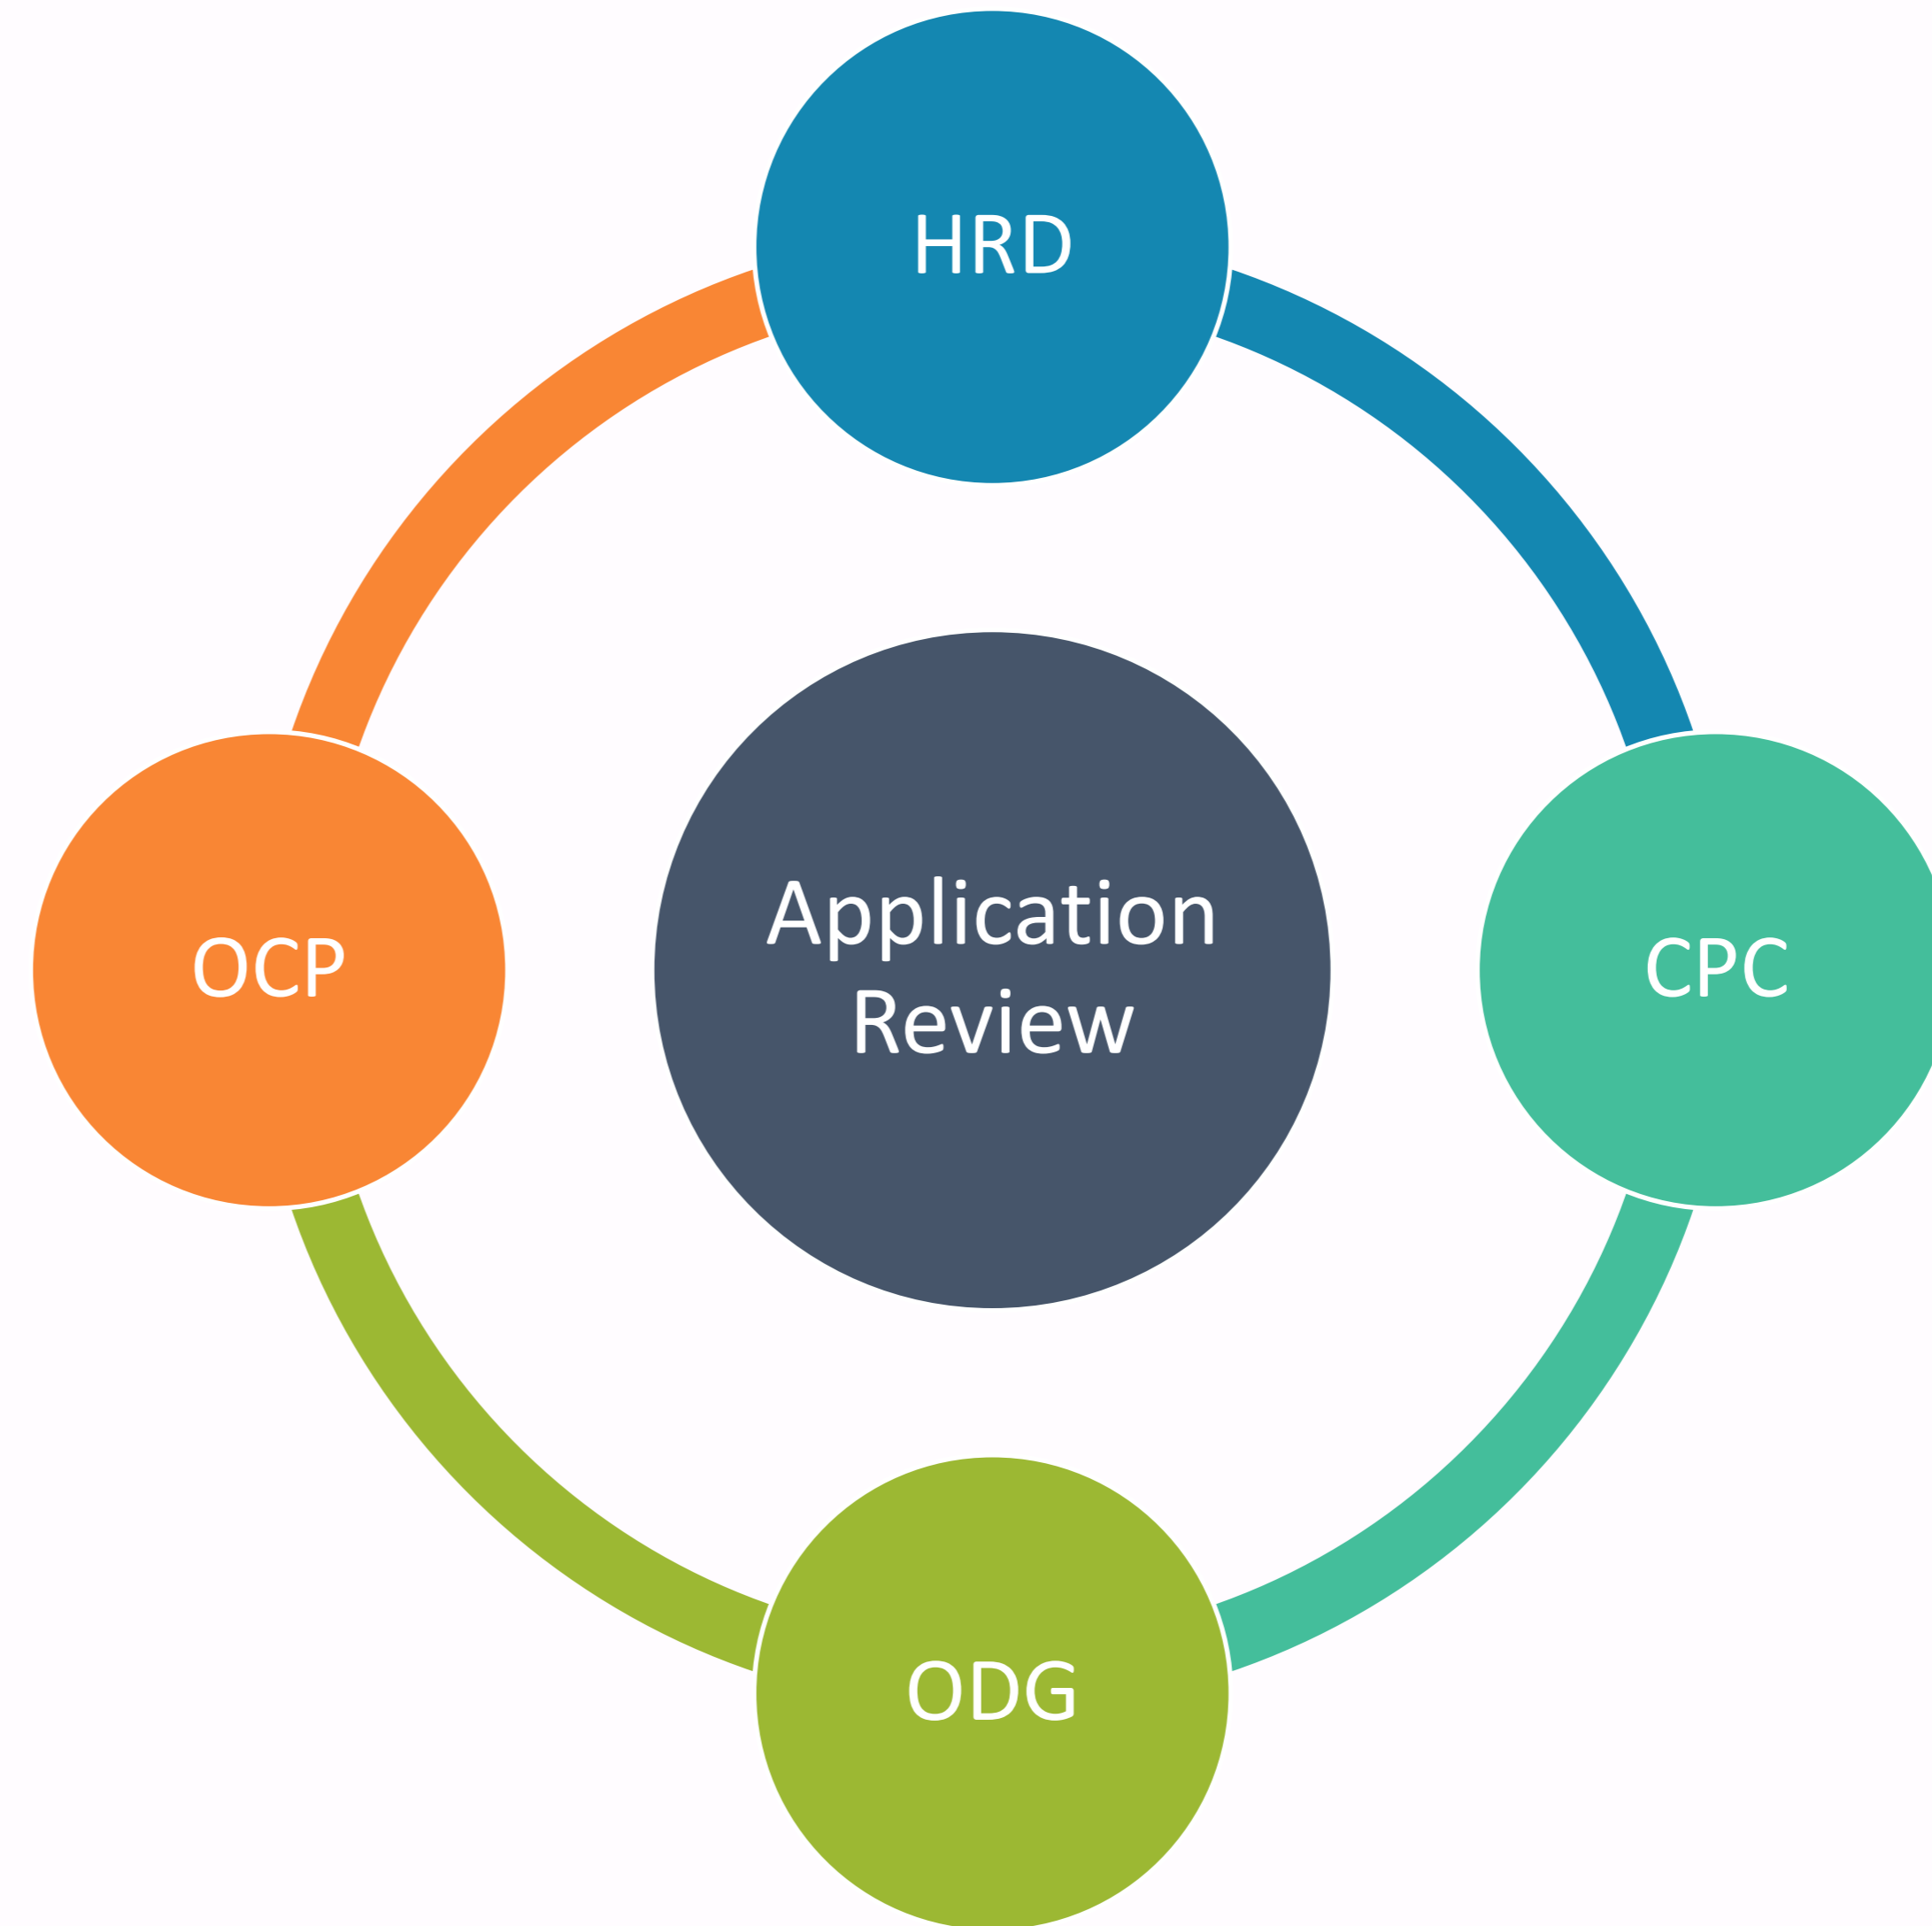 HRD
OCP
Application
Review
CPC
ODG